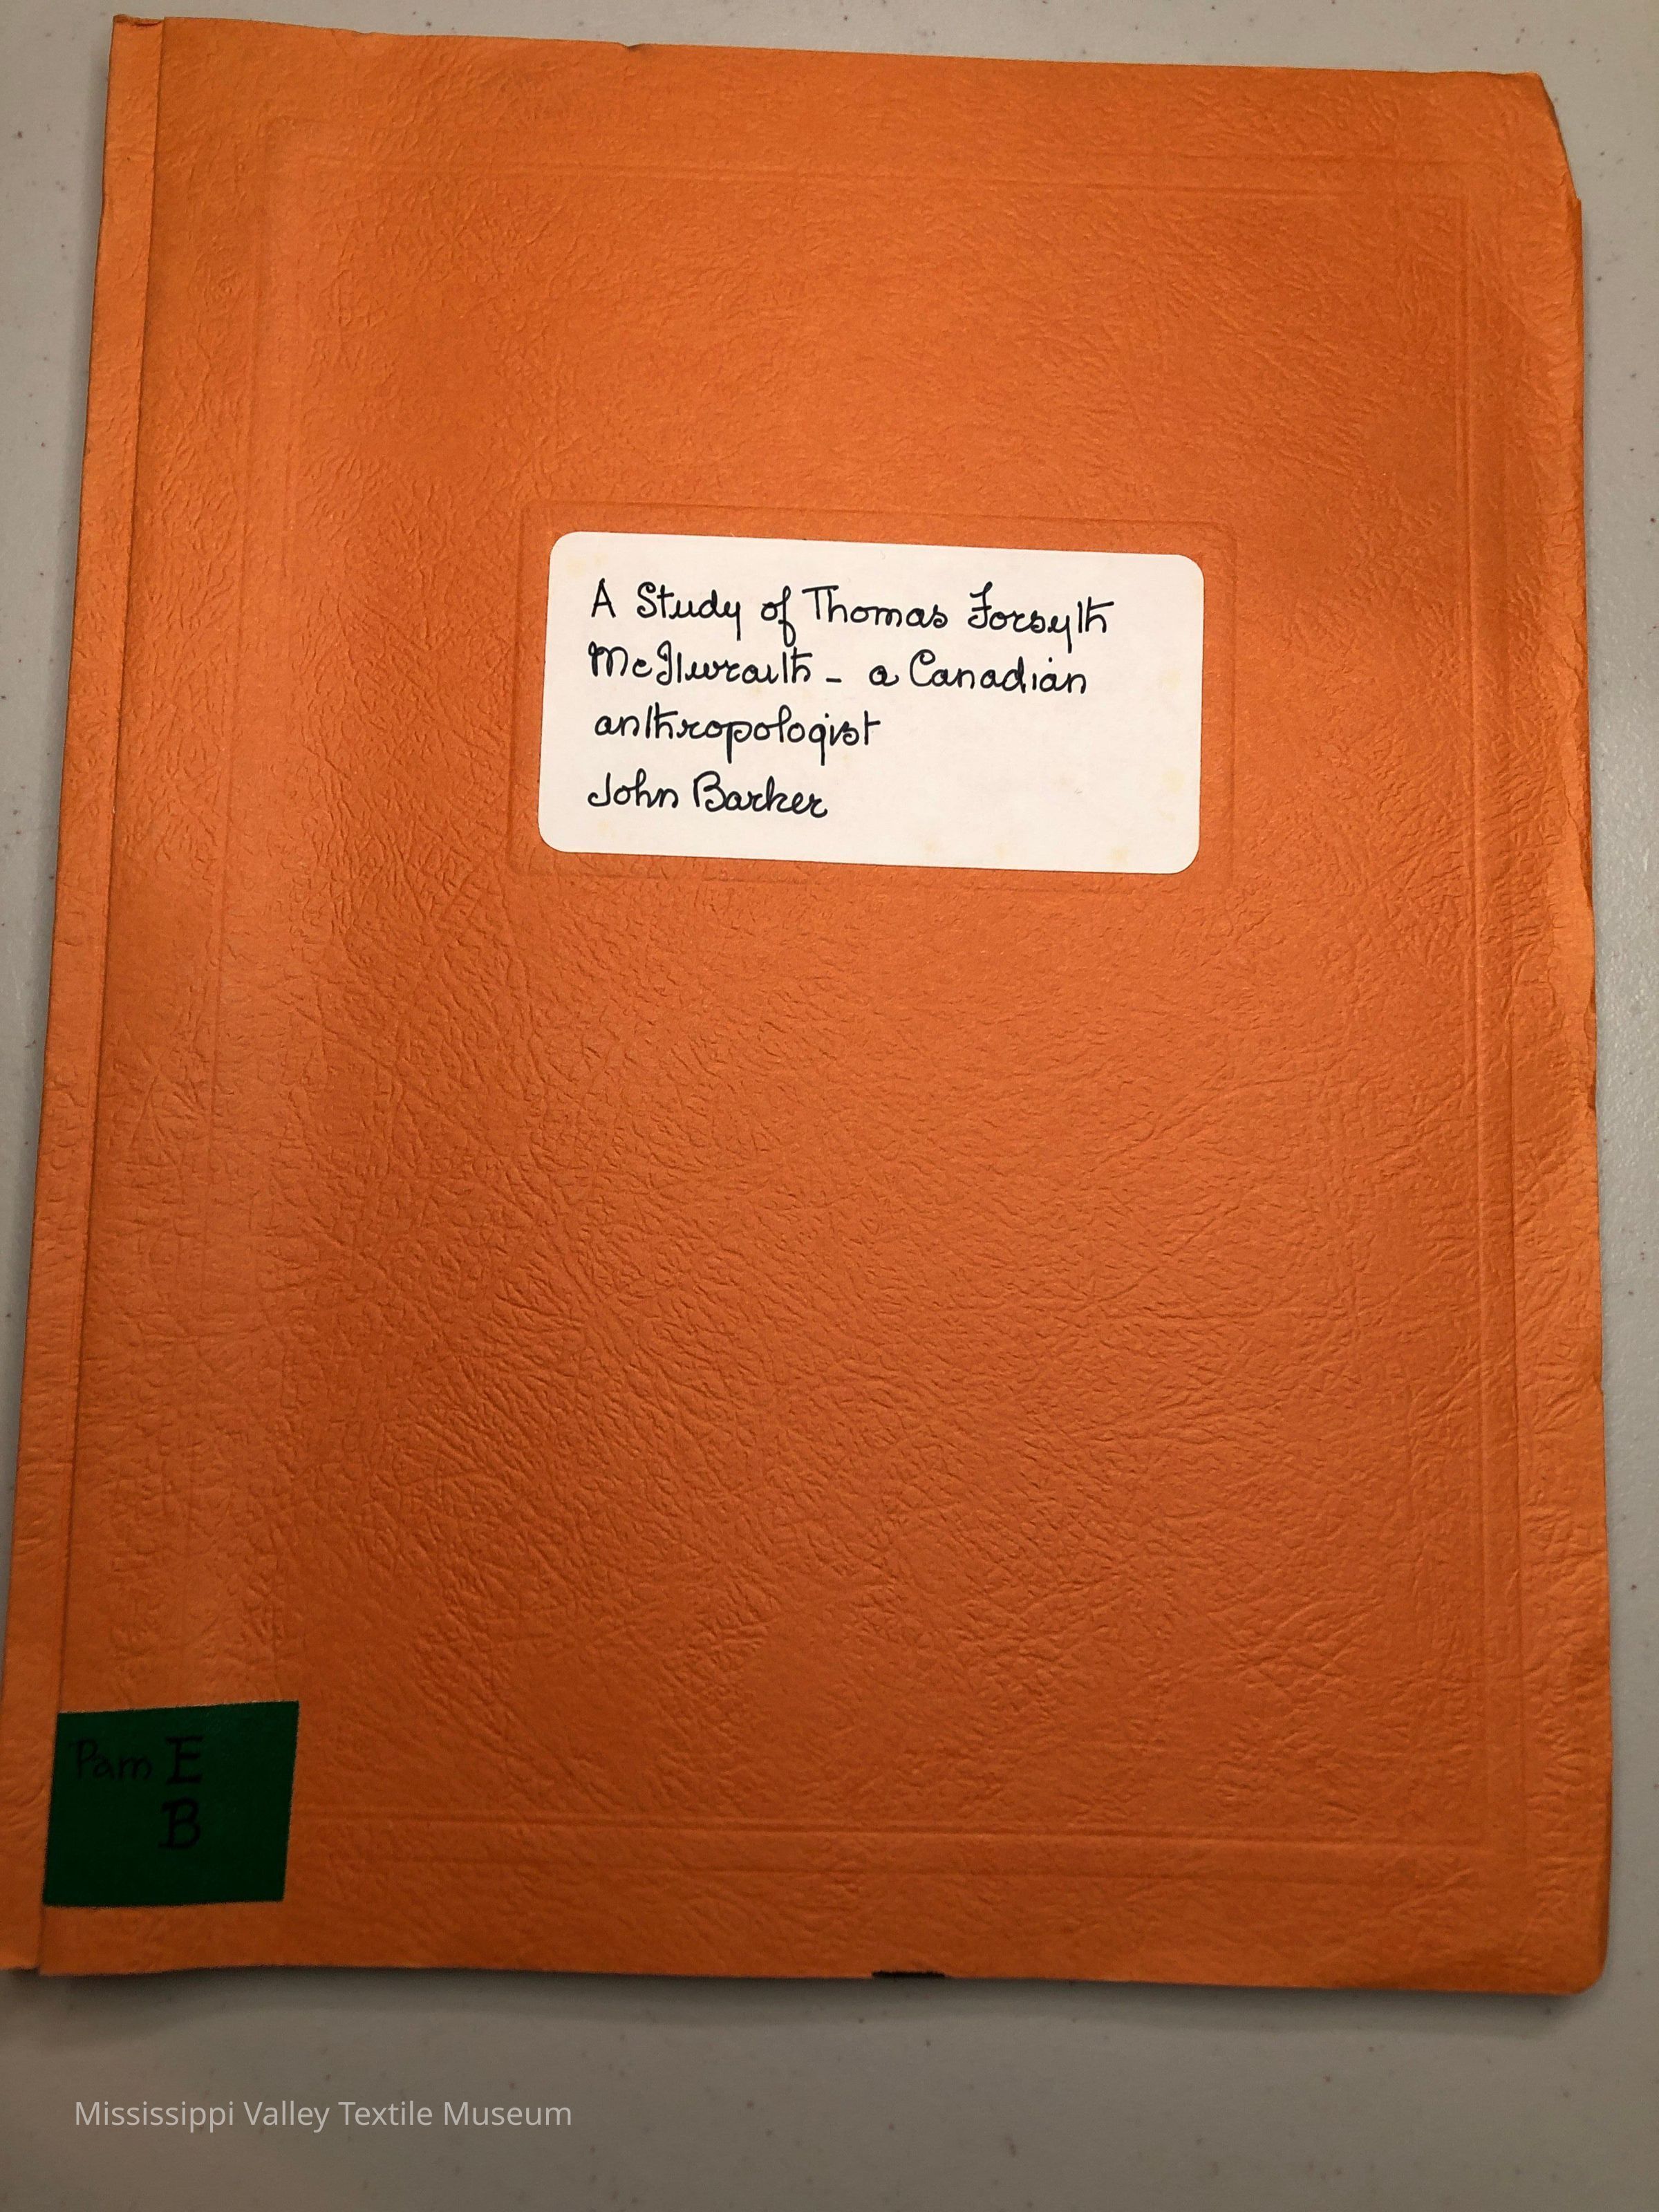 A Study of Thomas Forsyth
McIlwraith - a Canadian
anthropologist
John Barker
Pam E
B
Mississippi Valley Textile Museum